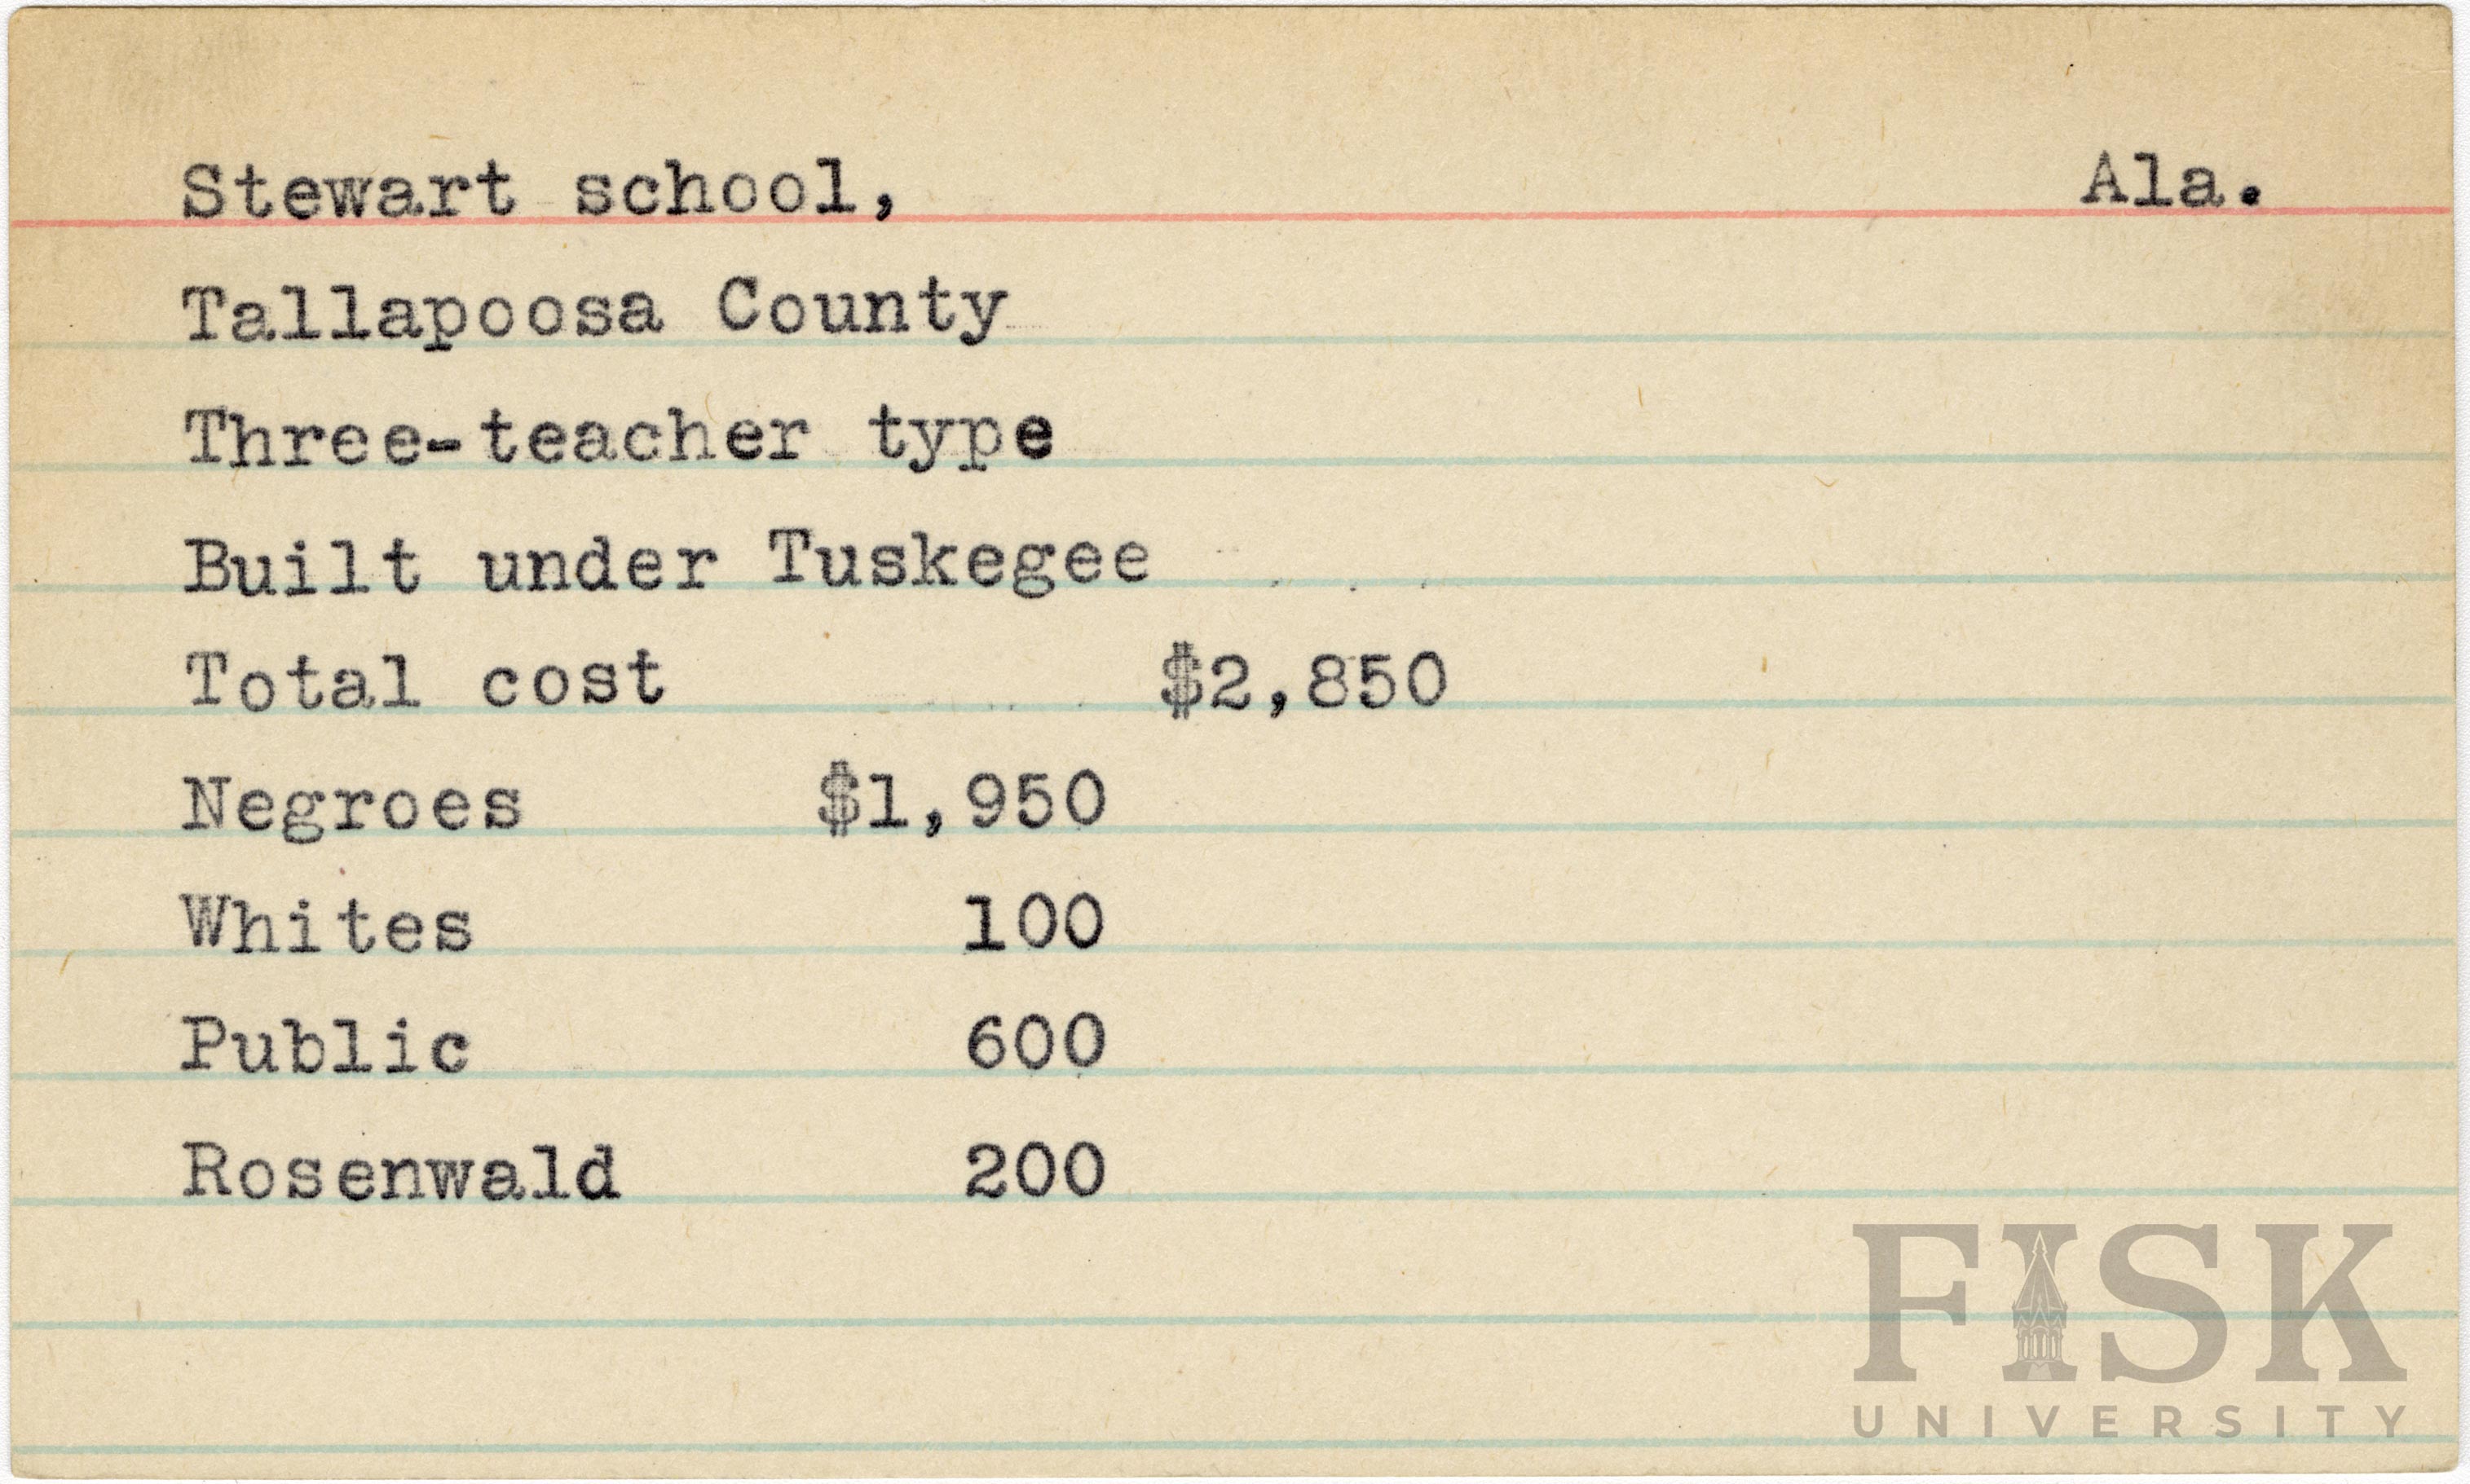 Stewart school, Ala.
Tallapoosa County
Three-teacher type
Built under Tuskegee
Total cost $2,850
Negroes $1,950
Whites 100
Public 600
Rosenwald 200
FISK
UNIVERSITY